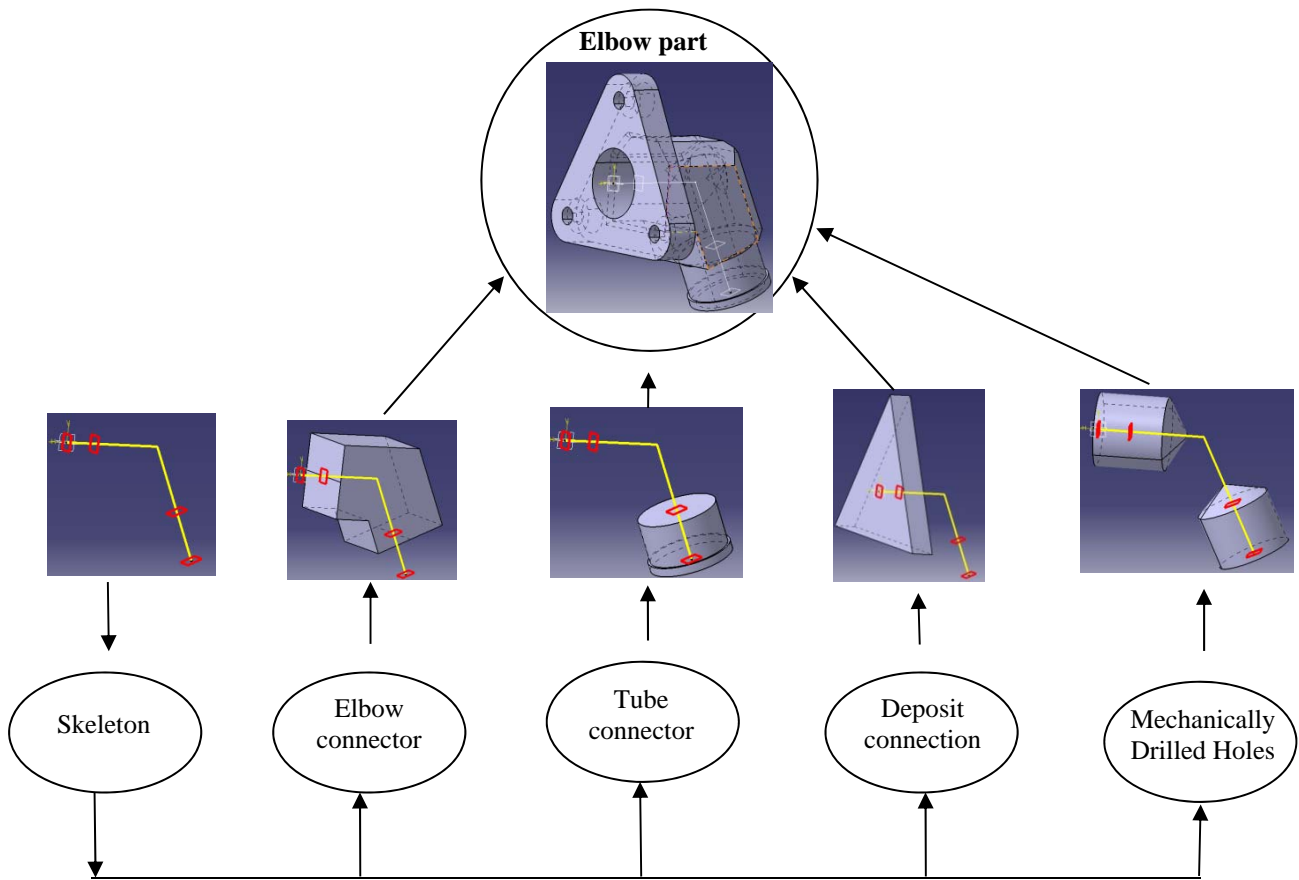 Elbow part
Skeleton
Elbow
connector
Tube
connector
Deposit
connection
Mechanically
Drilled Holes